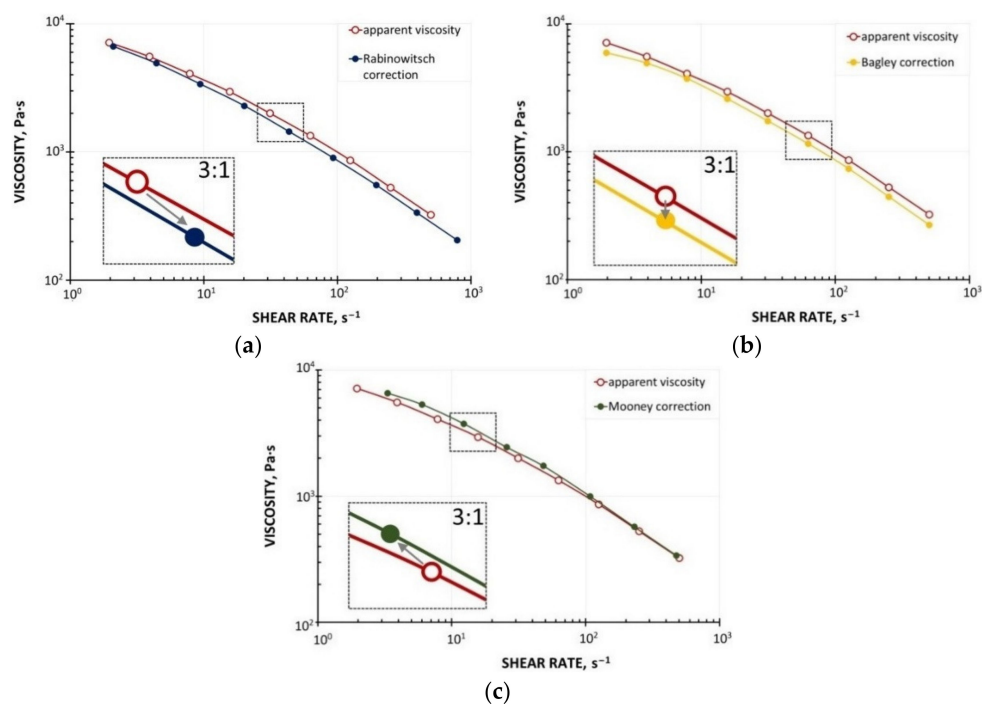 (a)
10⁴
apparent viscosity
Rabinowitsch
correction
VISCOSITY, Pa·s
10³
3:1
10²
10⁰ 10¹ 10² 10³
SHEAR RATE, s⁻¹
(a)
(b)
10⁴
apparent viscosity
Bagley correction
VISCOSITY, Pa·s
10³
3:1
10²
10⁰ 10¹ 10² 10³
SHEAR RATE, s⁻¹
(b)
10⁴
apparent viscosity
Mooney correction
VISCOSITY, Pa·s
10³
3:1
10²
10⁰ 10¹ 10² 10³
SHEAR RATE, s⁻¹
(c)